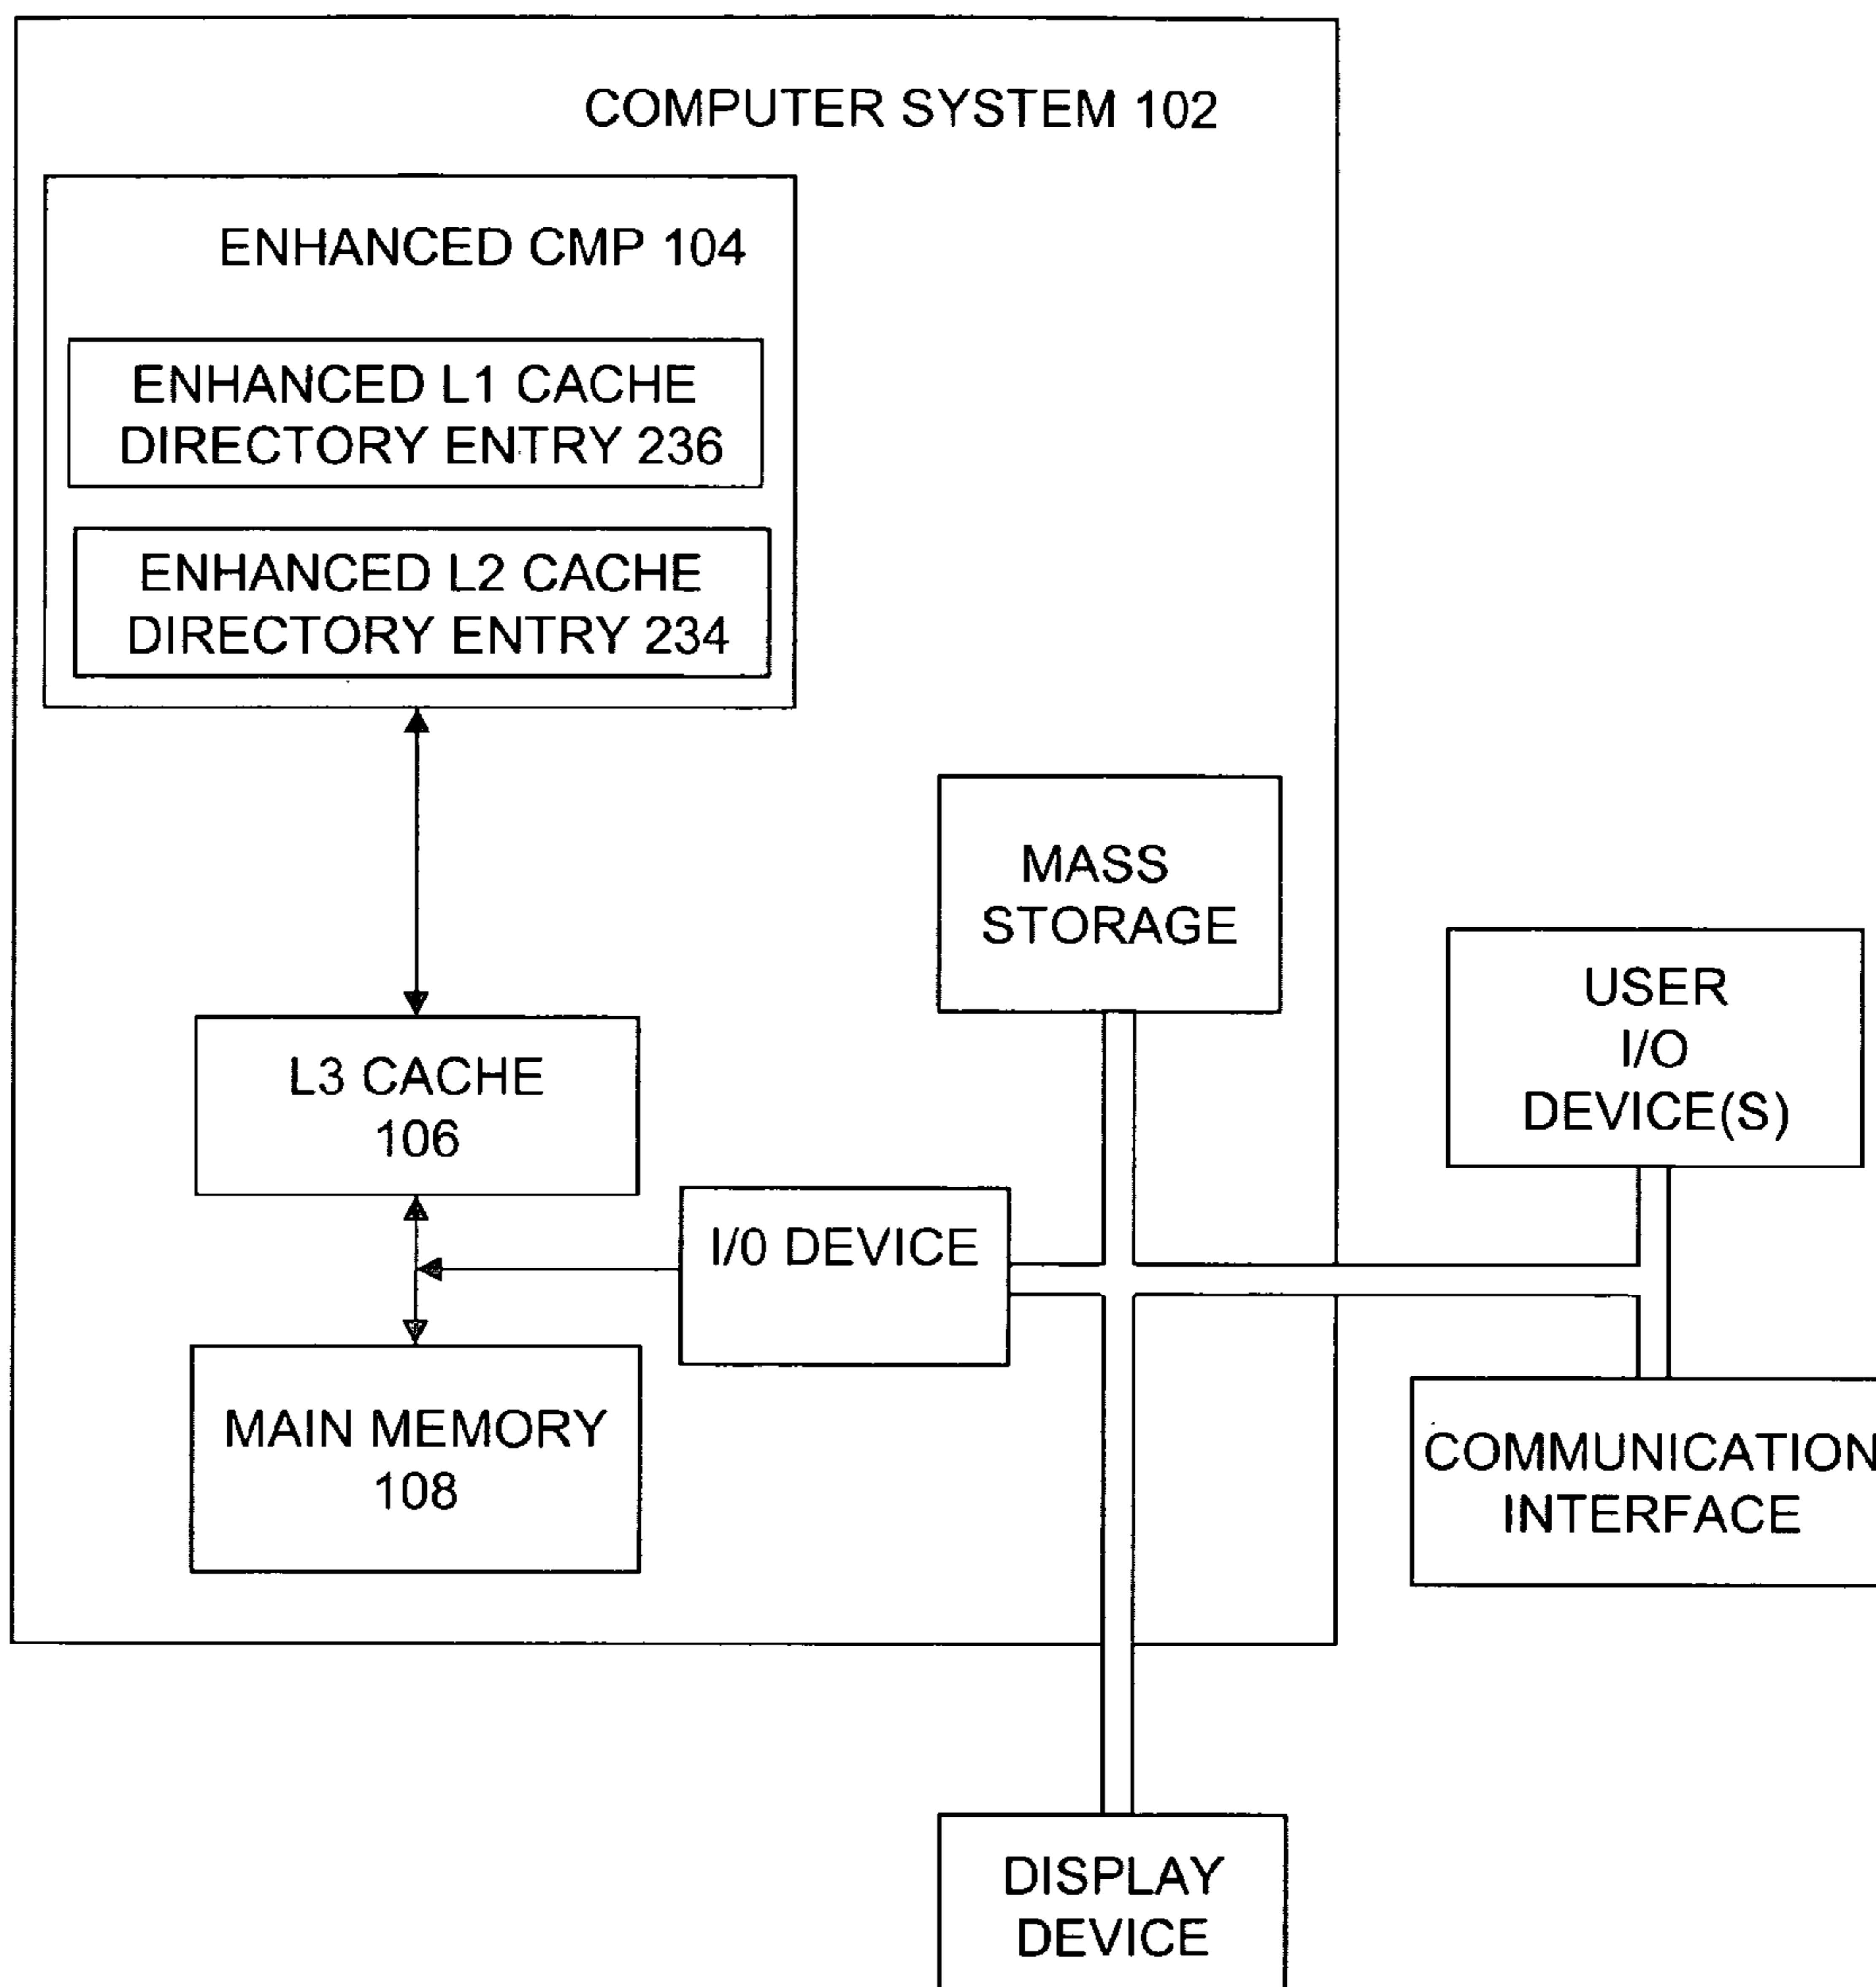 COMPUTER SYSTEM 102
ENHANCED CMP 104
ENHANCED L1 CACHE
DIRECTORY ENTRY 236
ENHANCED L2 CACHE
DIRECTORY ENTRY 234
MASS
STORAGE
USER
I/O
DEVICE(S)
L3 CACHE
106
I/0 DEVICE
MAIN MEMORY
108
COMMUNICATION
INTERFACE
DISPLAY
DEVICE